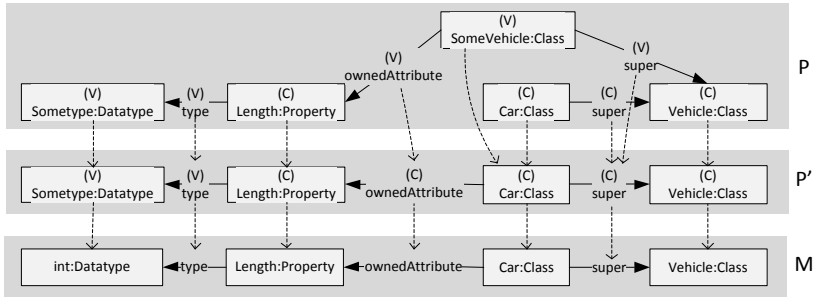 (V)
SomeVehicle:Class
(V)
ownedAttribute
(V)
super
P
(V)
Sometype:Datatype
(V)
type
(C)
Length:Property
(C)
Car:Class
(C)
super
(C)
Vehicle:Class
(V)
Sometype:Datatype
(V)
type
(C)
Length:Property
(C)
ownedAttribute
(C)
Car:Class
(C)
super
(C)
Vehicle:Class
P’
int:Datatype
type
Length:Property
ownedAttribute
Car:Class
super
Vehicle:Class
M